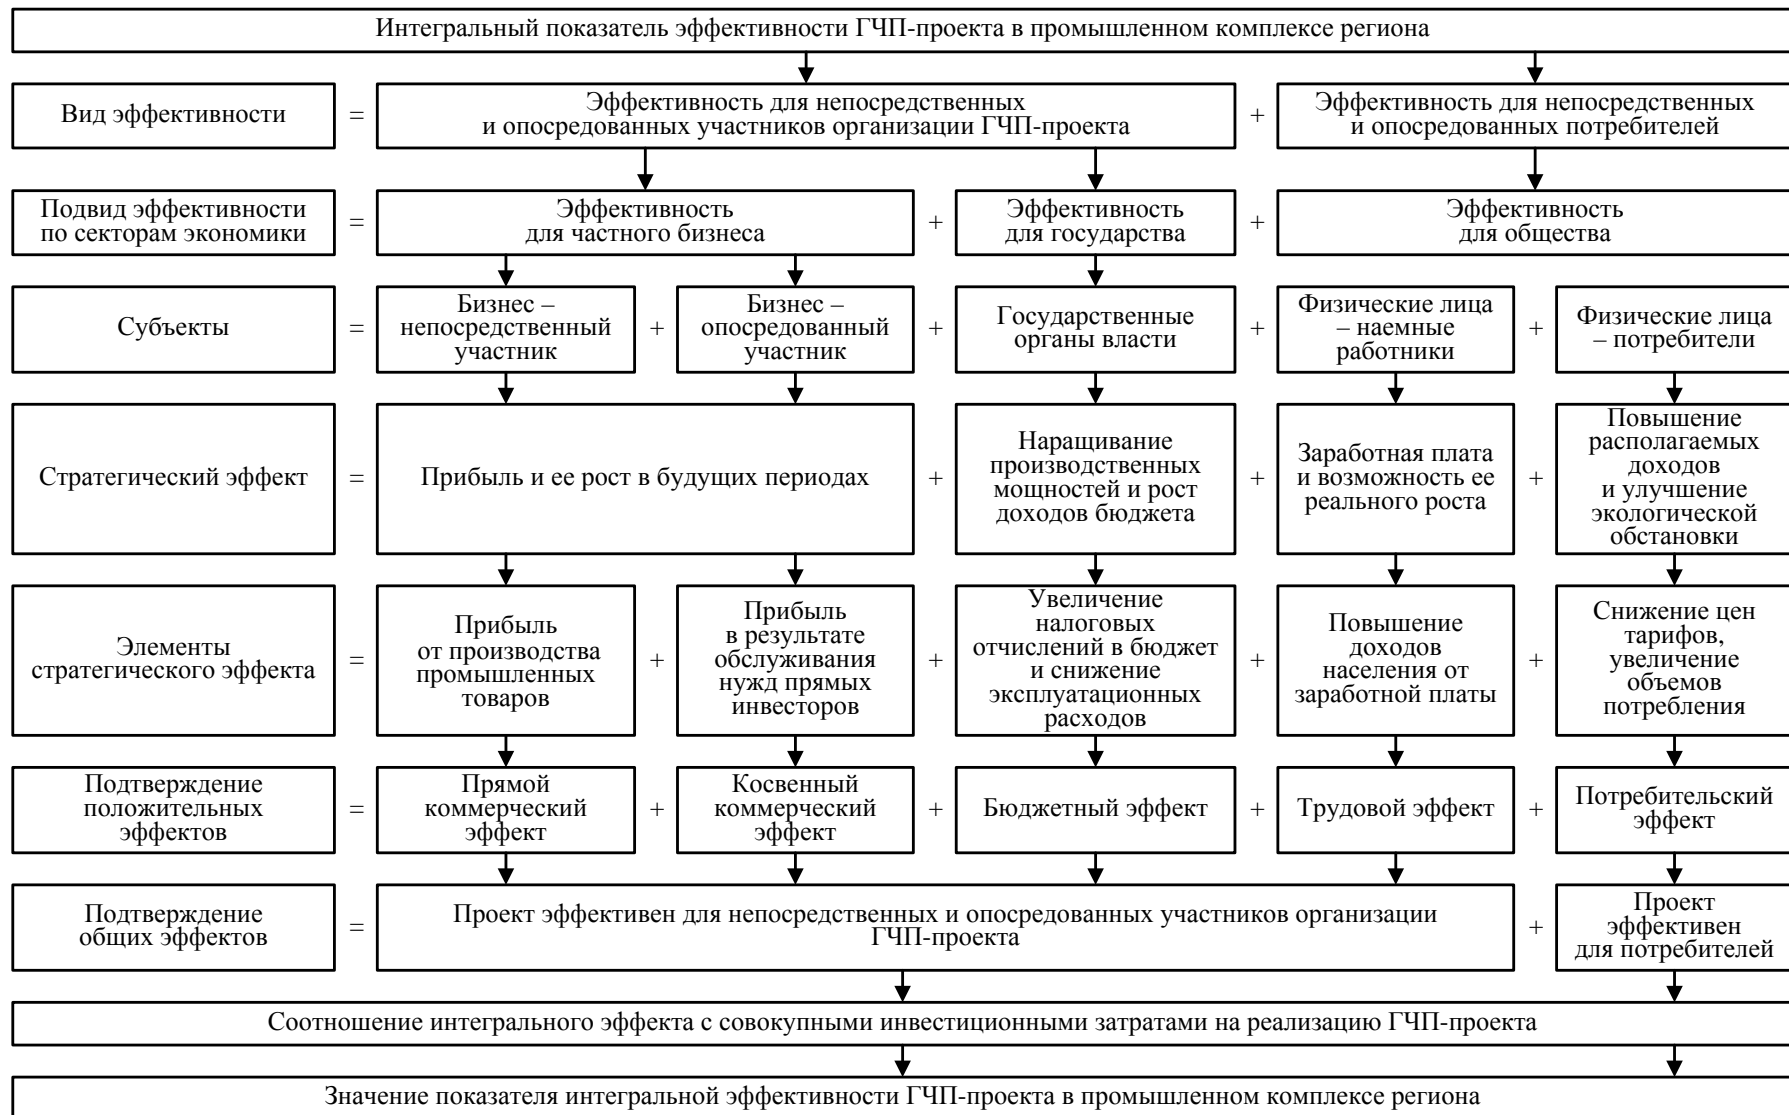 Интегральный показатель эффективности ГЧП-проекта в промышленном комплексе региона
Вид эффективности
=
Эффективность для непосредственных
и опосредованных участников организации ГЧП-проекта
+
Эффективность для непосредственных
и опосредованных потребителей
Подвид эффективности
по секторам экономики
=
Эффективность
для частного бизнеса
+
Эффективность
для государства
+
Эффективность
для общества
Субъекты
=
Бизнес –
непосредственный
участник
+
Бизнес –
опосредованный
участник
+
Государственные
органы власти
+
Физические лица
– наемные
работники
+
Физические лица
– потребители
Стратегический эффект
=
Прибыль и ее рост в будущих периодах
+
Наращивание
производственных
мощностей и рост
доходов бюджета
+
Заработная плата
и возможность ее
реального роста
+
Повышение
располагаемых
доходов
и улучшение
экологической
обстановки
Элементы
стратегического эффекта
=
Прибыль
от производства
промышленных
товаров
+
Прибыль
в результате
обслуживания
нужд прямых
инвесторов
+
Увеличение
налоговых
отчислений в бюджет
и снижение
эксплуатационных
расходов
+
Повышение
доходов
населения от
заработной платы
+
Снижение цен
тарифов,
увеличение
объемов
потребления
Подтверждение
положительных
эффектов
=
Прямой
коммерческий
эффект
+
Косвенный
коммерческий
эффект
+
Бюджетный эффект
+
Трудовой эффект
+
Потребительский
эффект
Подтверждение
общих эффектов
=
Проект эффективен для непосредственных и опосредованных участников организации
ГЧП-проекта
+
Проект
эффективен
для потребителей
Соотношение интегрального эффекта с совокупными инвестиционными затратами на реализацию ГЧП-проекта
Значение показателя интегральной эффективности ГЧП-проекта в промышленном комплексе региона